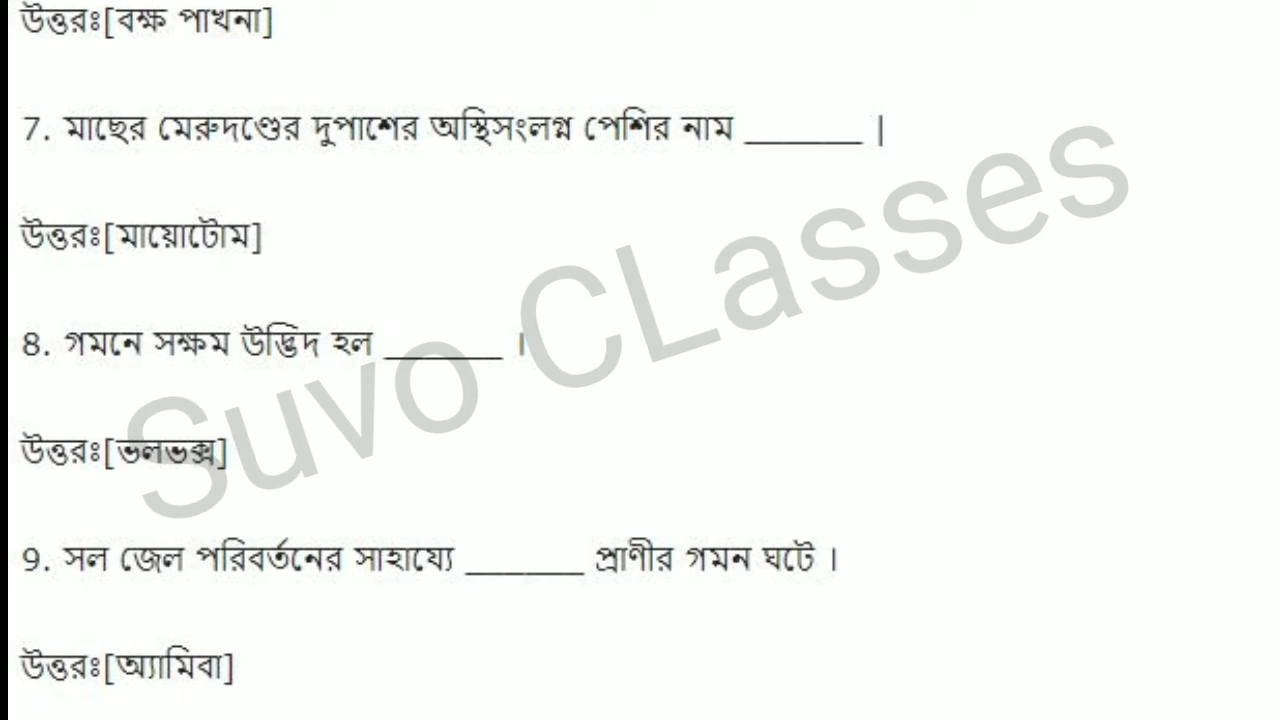 উত্তরঃ[বক্ষ পাখনা]
7. মাছের মেরুদণ্ডের দুপাশের অস্থিসংলগ্ন পেশির নাম _______ |
উত্তরঃ[মায়োটোম]
8. গমনে সক্ষম উদ্ভিদ হল _______ ।
উত্তরঃ[ভলভক্স]
9. সল জেল পরিবর্তনের সাহায্যে _______ প্রাণীর গমন ঘটে ।
উত্তরঃ[অ্যামিবা]
Suvo CLasses